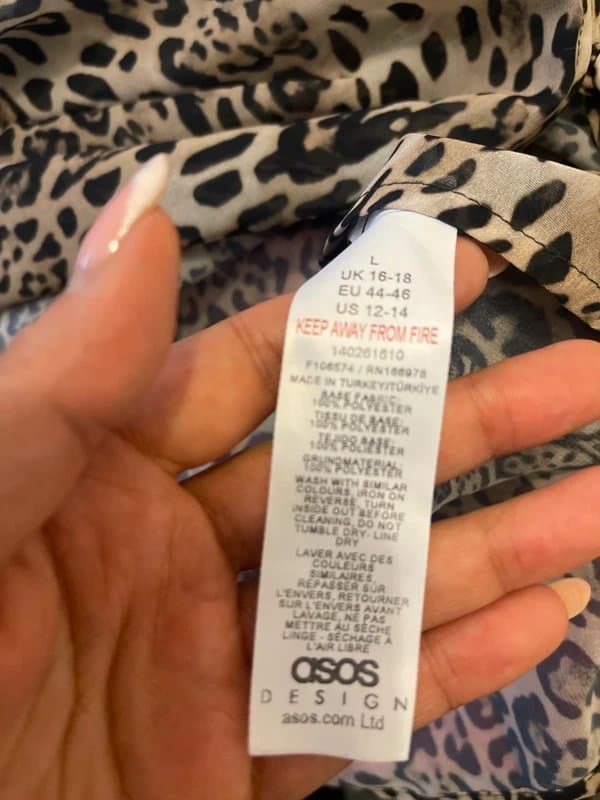 L
UK 16-18
EU 44-46
US 12-14
KEEP AWAY FROM FIRE
140261610
F106574 / RN166978
MADE IN TURKEY/TÜRKİYE
BASE FABRIC:
100% POLYESTER
TISSU DE BASE:
100% POLYESTER
TEJIDO BASE:
100% POLIÉSTER
GRUNDMATERIAL:
100% POLYESTER
WASH WITH SIMILAR
COLOURS, IRON ON
REVERSE, TURN
INSIDE OUT BEFORE
CLEANING, DO NOT
TUMBLE DRY- LINE
DRY
LAVER AVEC DES
COULEURS
SIMILAIRES,
REPASSER SUR
L'ENVERS, RETOURNER
SUR L'ENVERS AVANT
LAVAGE, NE PAS
METTRE AU SÈCHE
LINGE - SÉCHAGE À
L'AIR LIBRE
asos
DESIGN
asos.com Ltd